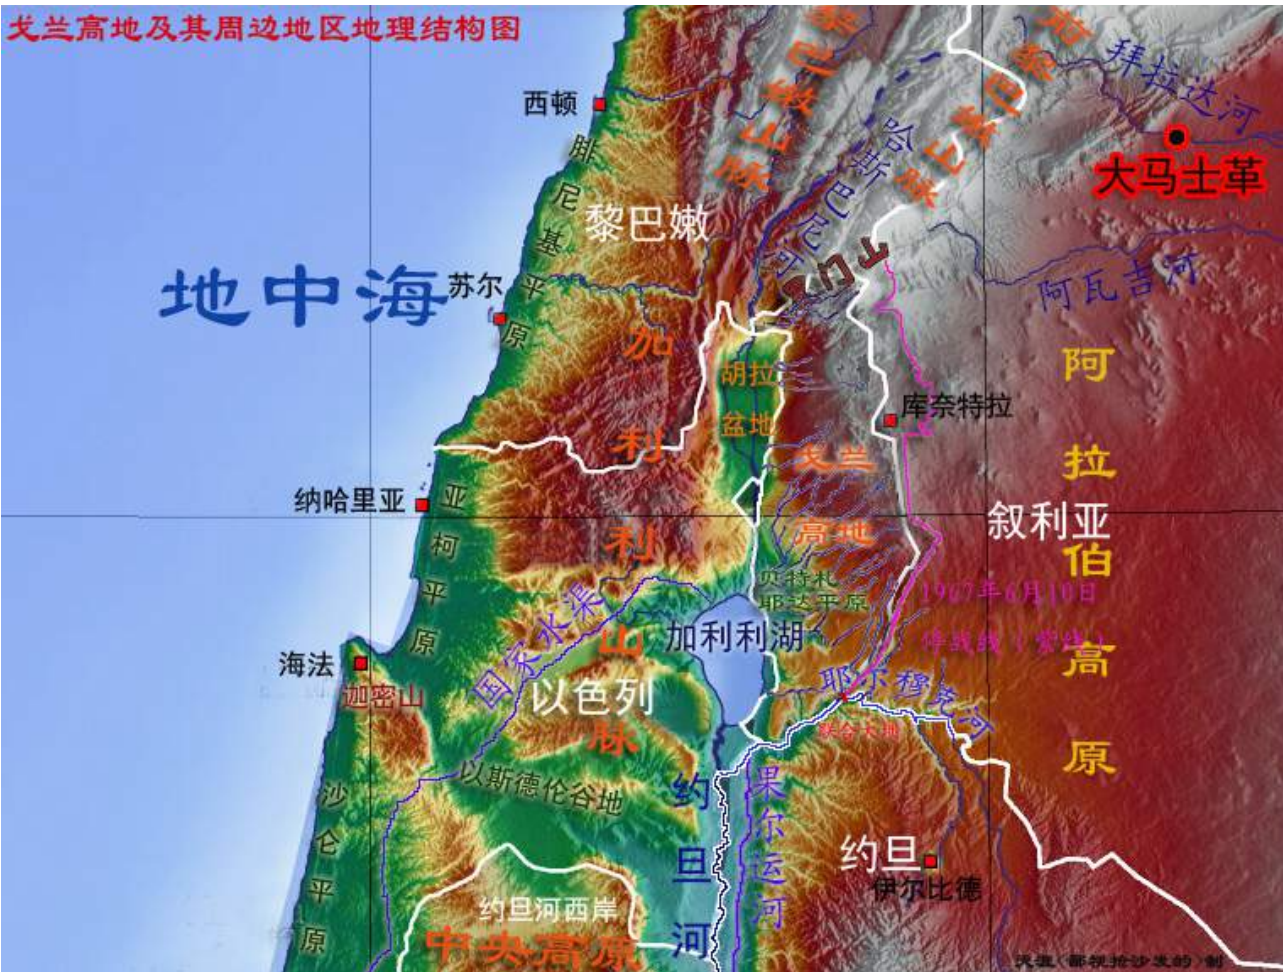 戈兰高地及其周边地区地理结构图
黎巴嫩山脉
前黎巴嫩山脉
拜拉达河
西顿
大马士革
腓尼基平原
哈斯巴尼河
黎巴嫩
地中海
苏尔
阿瓦吉河
加利利山脉
胡拉
盆地
阿拉伯高原
库奈特拉
戈兰
高地
纳哈里亚
亚柯平原
叙利亚
贝特札
耶达平原
1967年6月10日
停战线（紫线）
国家水渠
加利利湖
海法
迦密山
以色列
耶尔穆克河
以斯德伦谷地
约旦河
果尔运河
沙仑平原
约旦
伊尔比德
约旦河西岸
中央高原